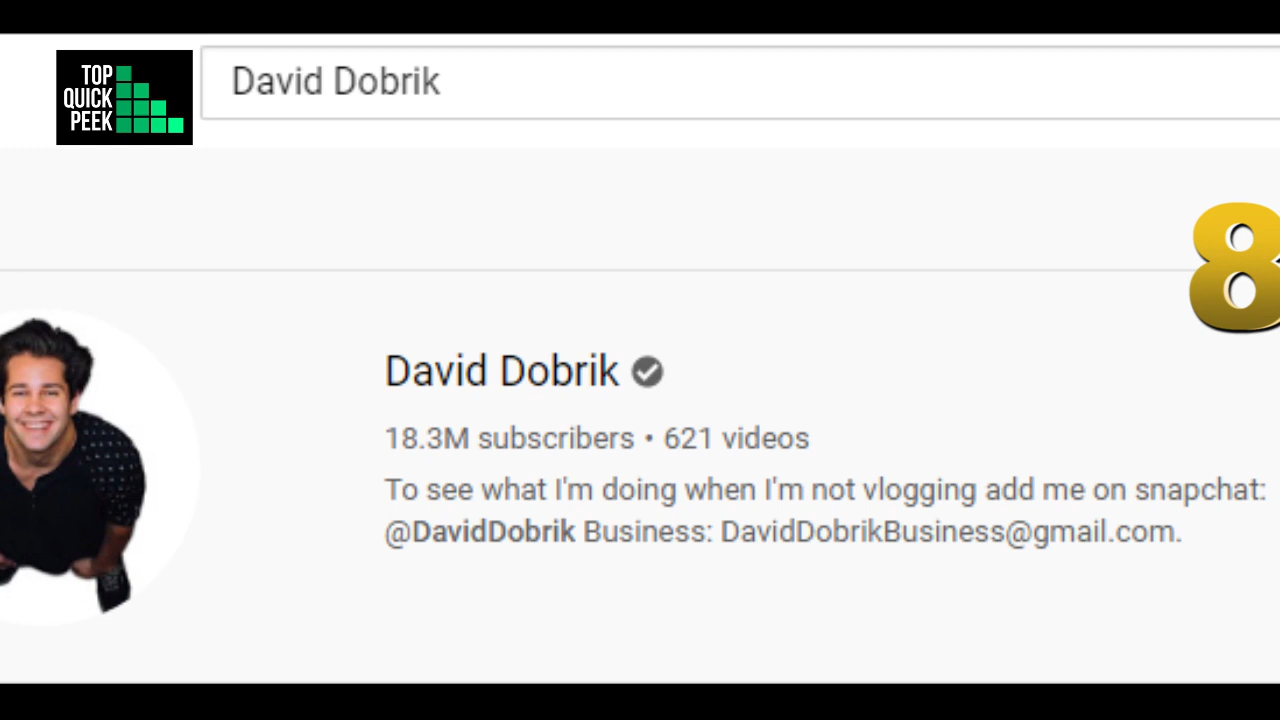 TOP
QUICK
PEEK
David Dobrik
8
David Dobrik
18.3M subscribers • 621 videos
To see what I'm doing when I'm not vlogging add me on snapchat:
@DavidDobrik Business: DavidDobrikBusiness@gmail.com.